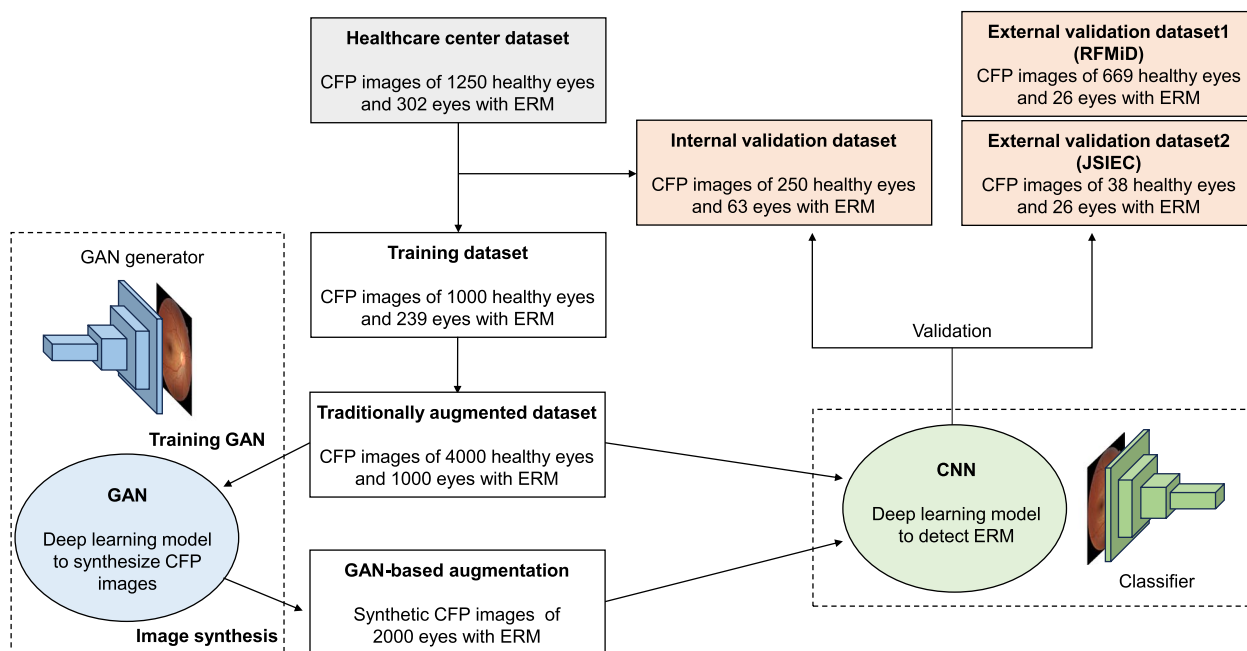 Healthcare center dataset
CFP images of 1250 healthy eyes
and 302 eyes with ERM
External validation dataset1
(RFMiD)
CFP images of 669 healthy eyes
and 26 eyes with ERM
Internal validation dataset
CFP images of 250 healthy eyes
and 63 eyes with ERM
External validation dataset2
(JSIEC)
CFP images of 38 healthy eyes
and 26 eyes with ERM
Training dataset
CFP images of 1000 healthy eyes
and 239 eyes with ERM
GAN generator
Validation
Traditionally augmented dataset
CFP images of 4000 healthy eyes
and 1000 eyes with ERM
Training GAN
GAN
Deep learning model
to synthesize CFP
images
Image synthesis
GAN-based augmentation
Synthetic CFP images of
2000 eyes with ERM
CNN
Deep learning model
to detect ERM
Classifier